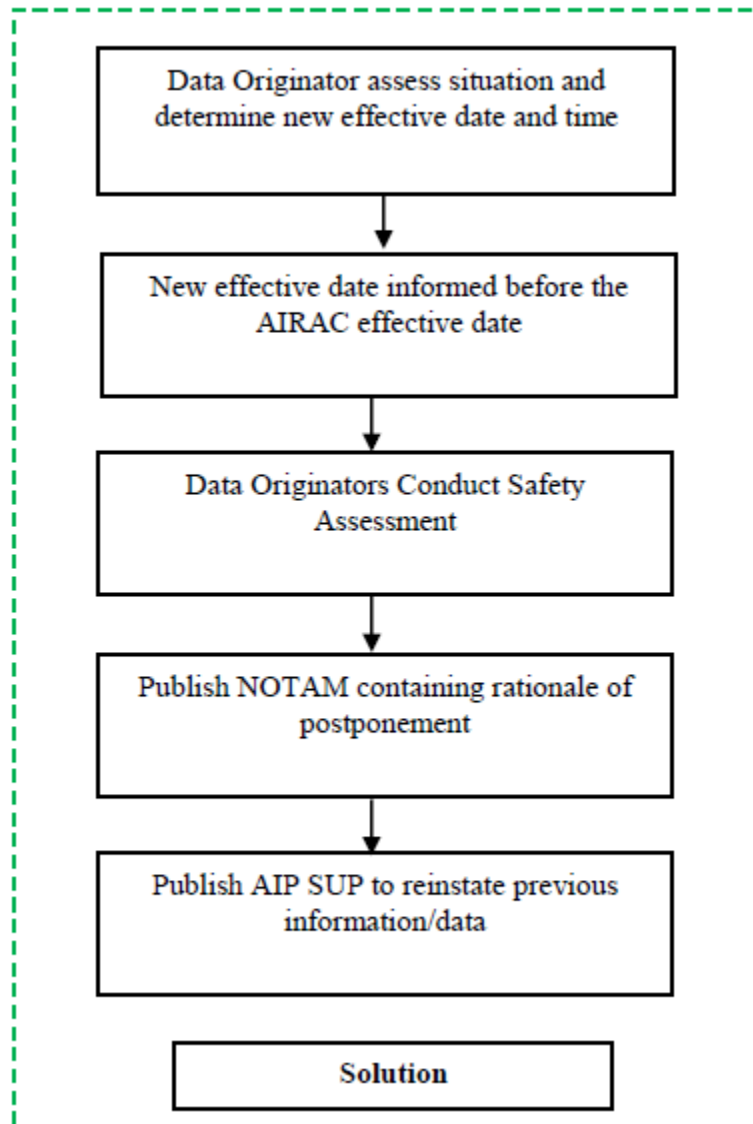 Data Originator assess situation and
determine new effective date and time
New effective date informed before the
AIRAC effective date
Data Originators Conduct Safety
Assessment
Publish NOTAM containing rationale of
postponement
Publish AIP SUP to reinstate previous
information/data
Solution